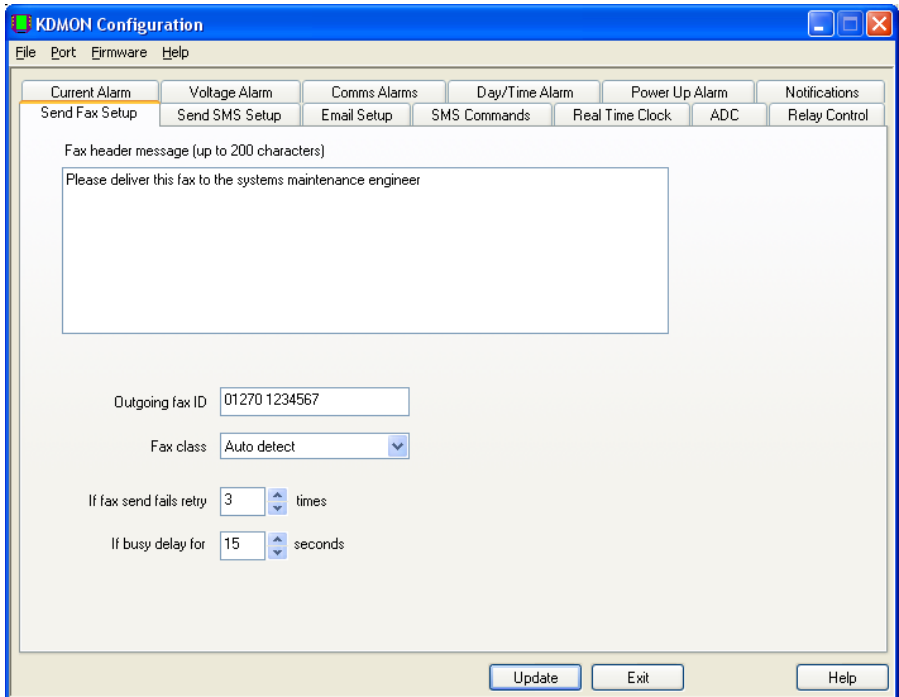 KDMON Configuration
File Port Firmware Help
Current Alarm Voltage Alarm Comms Alarms Day/Time Alarm Power Up Alarm Notifications
Send Fax Setup Send SMS Setup Email Setup SMS Commands Real Time Clock ADC Relay Control
Fax header message (up to 200 characters)
Please deliver this fax to the systems maintenance engineer
Outgoing fax ID 01270 1234567
Fax class Auto detect
If fax send fails retry 3 times
If busy delay for 15 seconds
Update Exit Help